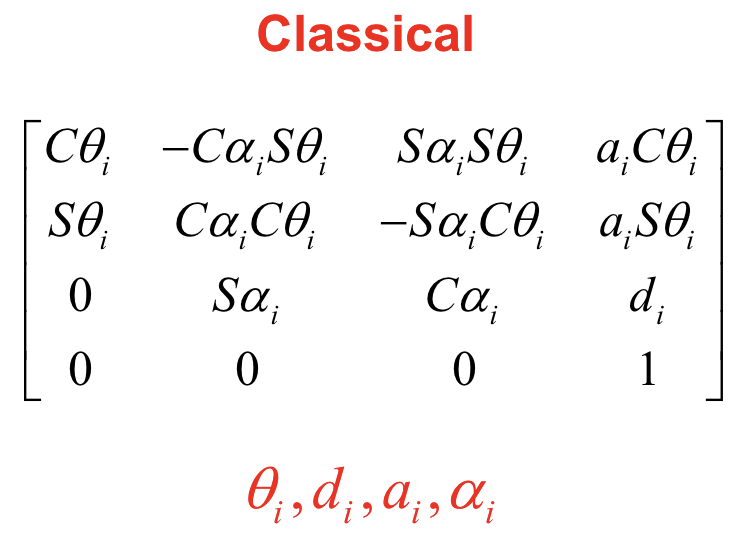 Classical
Cθᵢ −CαᵢSθᵢ SαᵢSθᵢ aᵢCθᵢ
Sθᵢ CαᵢCθᵢ −SαᵢCθᵢ aᵢSθᵢ
0 Sαᵢ Cαᵢ dᵢ
0 0 0 1
θᵢ, dᵢ, aᵢ, αᵢ